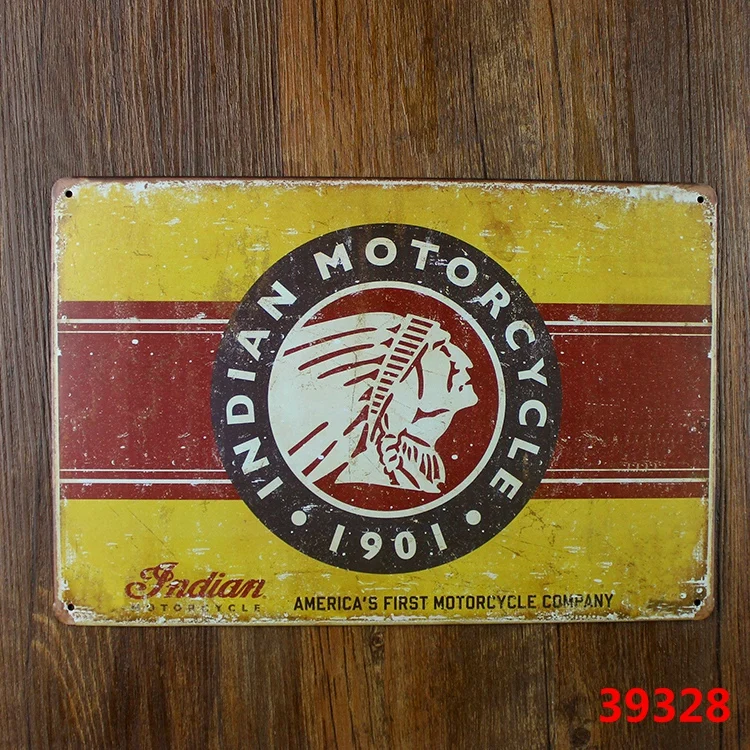 INDIAN MOTORCYCLE
• 1901 •
Indian
MOTORCYCLE
AMERICA'S FIRST MOTORCYCLE COMPANY
39328